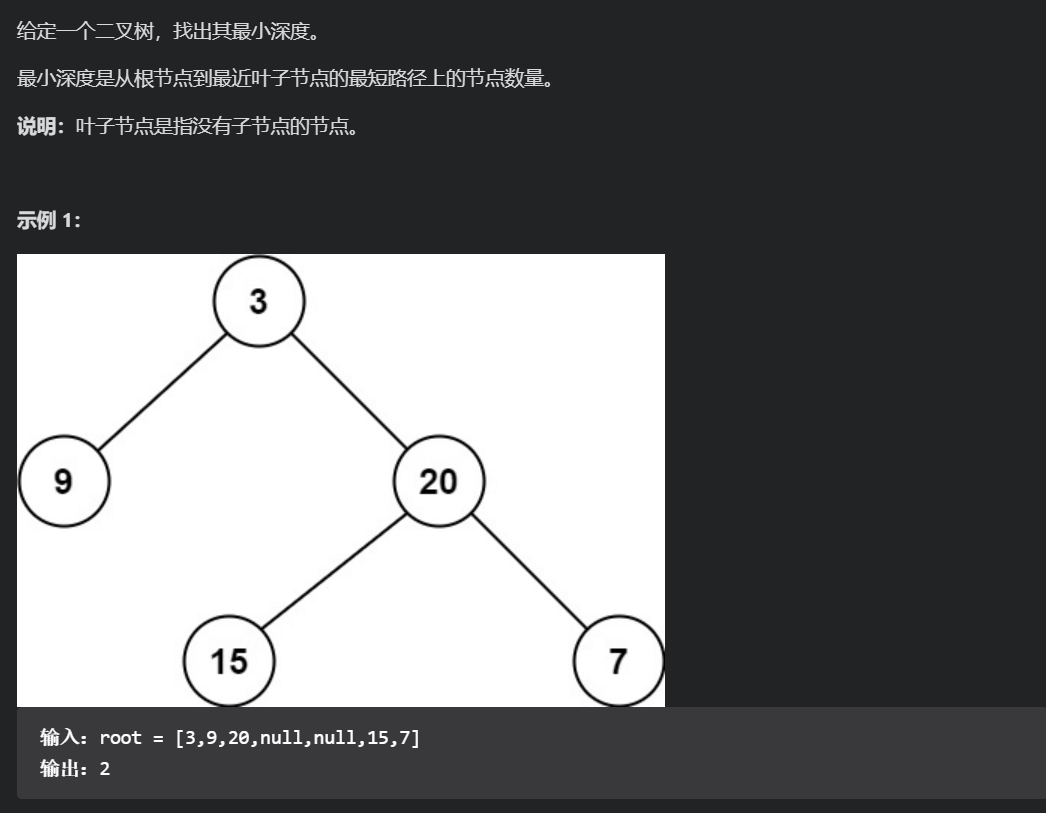 给定一个二叉树，找出其最小深度。
最小深度是从根节点到最近叶子节点的最短路径上的节点数量。
说明：叶子节点是指没有子节点的节点。
示例 1：
3
9
20
15
7
输入：root = [3,9,20,null,null,15,7]
输出：2